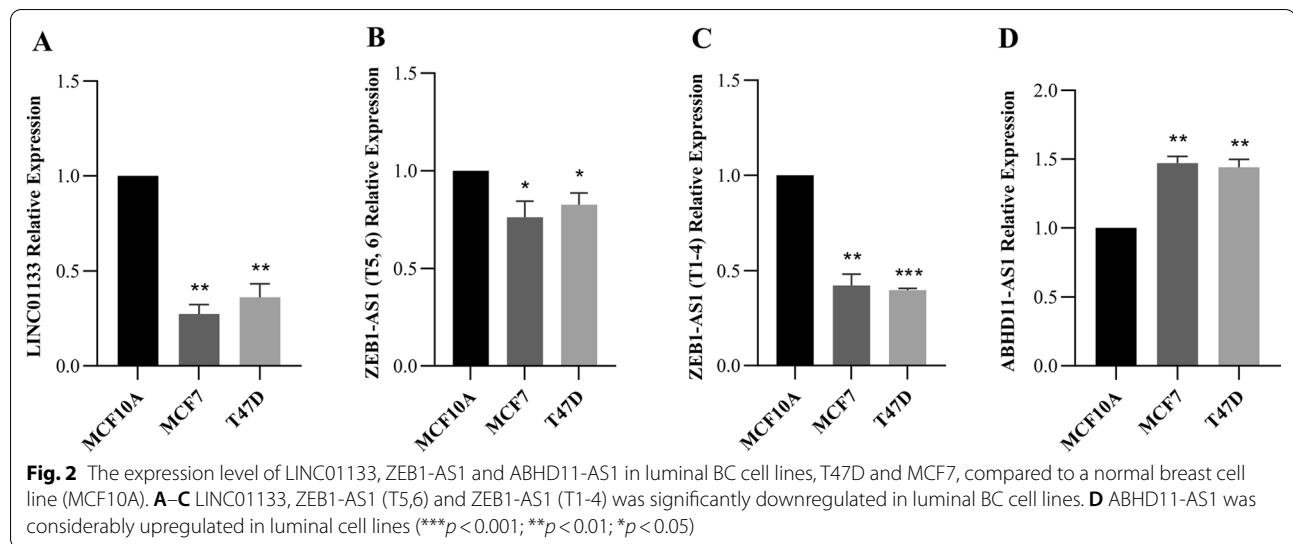 A
B
C
D
LINC01133 Relative Expression
1.5
1.0
0.5
0.0
**
**
MCF10A
MCF7
T47D
ZEB1-AS1 (T5, 6) Relative Expression
1.5
1.0
0.5
0.0
*
*
MCF10A
MCF7
T47D
ZEB1-AS1 (T1-4) Relative Expression
1.5
1.0
0.5
0.0
**
***
MCF10A
MCF7
T47D
ABHD11-AS1 Relative Expression
2.0
1.5
1.0
0.5
0.0
**
**
MCF10A
MCF7
T47D
Fig. 2 The expression level of LINC01133, ZEB1-AS1 and ABHD11-AS1 in luminal BC cell lines, T47D and MCF7, compared to a normal breast cell
line (MCF10A). A–C LINC01133, ZEB1-AS1 (T5,6) and ZEB1-AS1 (T1-4) was significantly downregulated in luminal BC cell lines. D ABHD11-AS1 was
considerably upregulated in luminal cell lines (***p < 0.001; **p < 0.01; *p < 0.05)